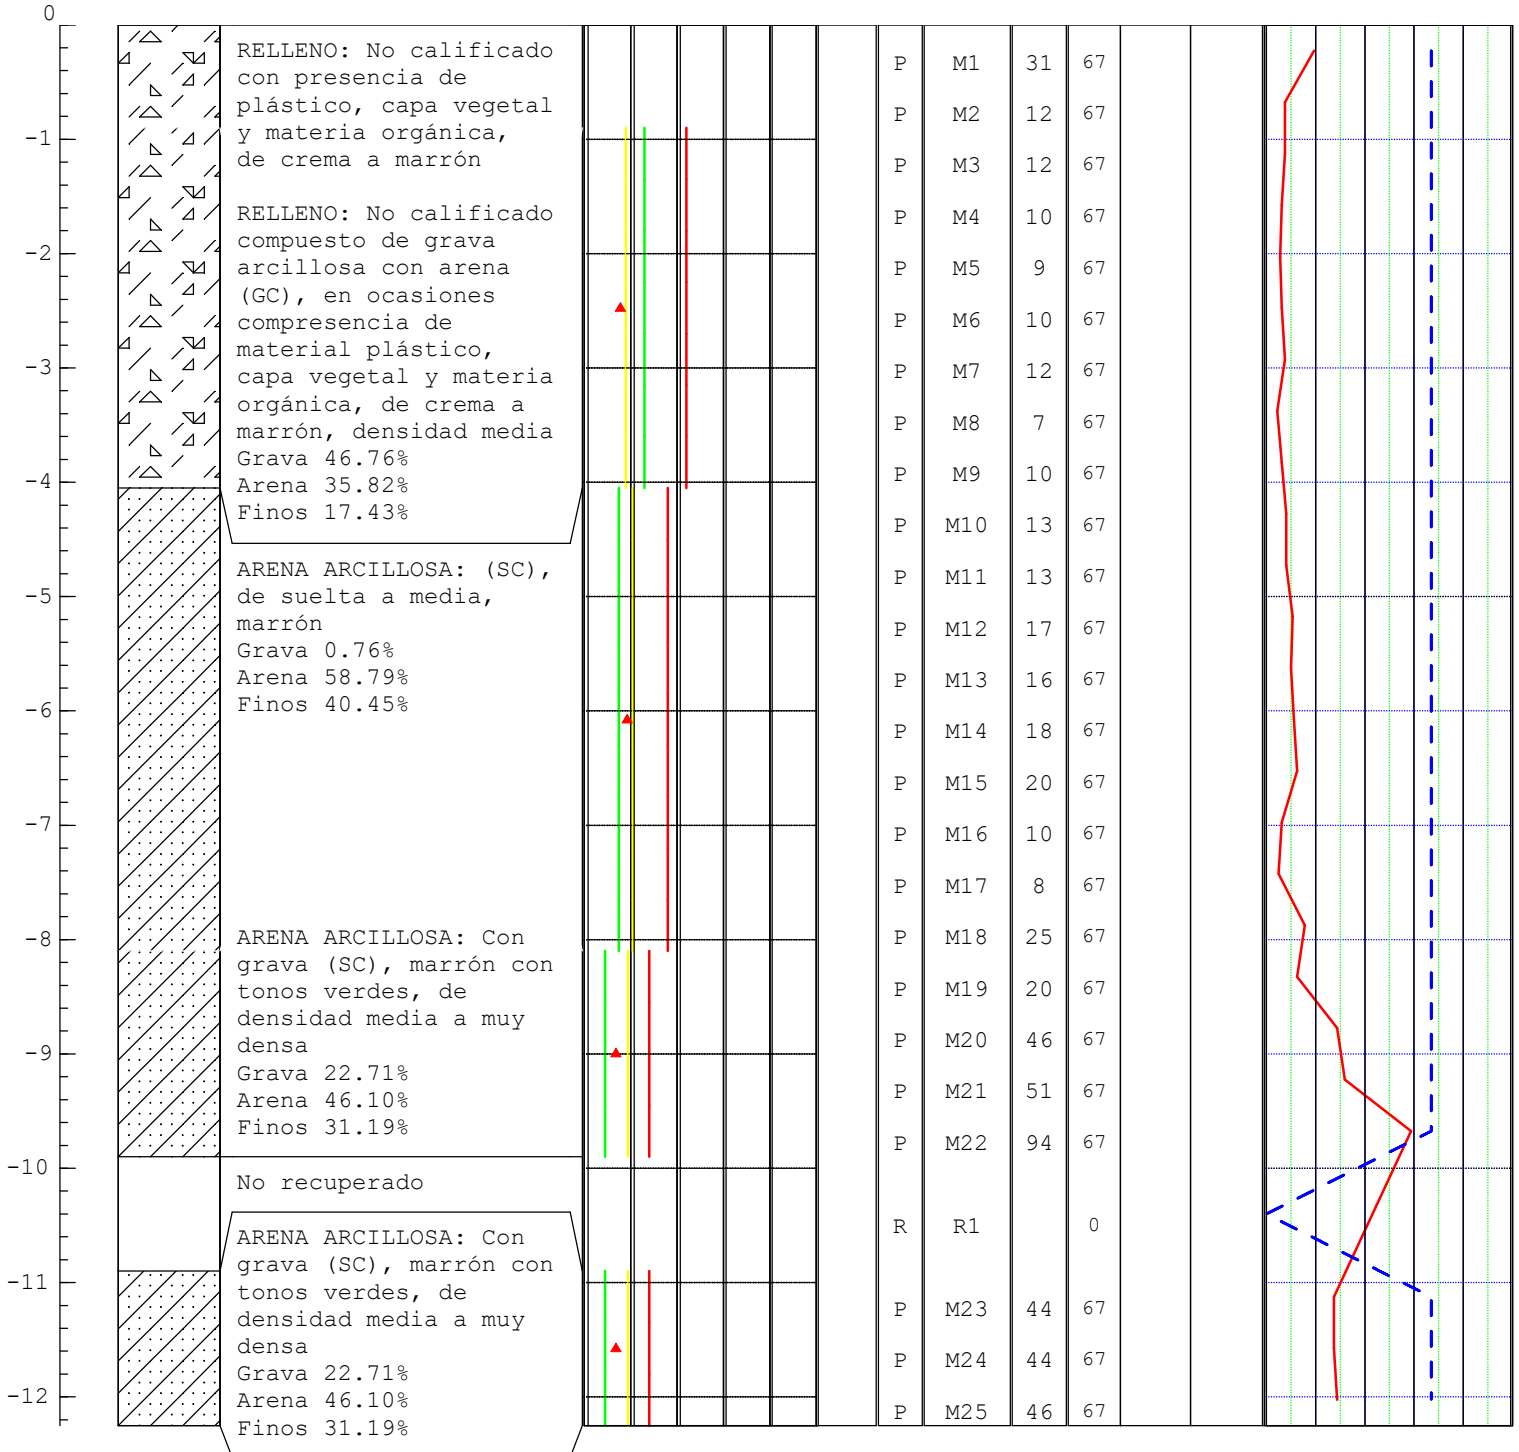 0
RELLENO: No calificado
con presencia de
plástico, capa vegetal
y materia orgánica,
de crema a marrón
RELLENO: No calificado
compuesto de grava
arcillosa con arena
(GC), en ocasiones
compresencia de
material plástico,
capa vegetal y materia
orgánica, de crema a
marrón, densidad media
Grava 46.76%
Arena 35.82%
Finos 17.43%
ARENA ARCILLOSA: (SC),
de suelta a media,
marrón
Grava 0.76%
Arena 58.79%
Finos 40.45%
ARENA ARCILLOSA: Con
grava (SC), marrón con
tonos verdes, de
densidad media a muy
densa
Grava 22.71%
Arena 46.10%
Finos 31.19%
No recuperado
ARENA ARCILLOSA: Con
grava (SC), marrón con
tonos verdes, de
densidad media a muy
densa
Grava 22.71%
Arena 46.10%
Finos 31.19%
-1
-2
-3
-4
-5
-6
-7
-8
-9
-10
-11
-12
P M1 31 67
P M2 12 67
P M3 12 67
P M4 10 67
P M5 9 67
P M6 10 67
P M7 12 67
P M8 7 67
P M9 10 67
P M10 13 67
P M11 13 67
P M12 17 67
P M13 16 67
P M14 18 67
P M15 20 67
P M16 10 67
P M17 8 67
P M18 25 67
P M19 20 67
P M20 46 67
P M21 51 67
P M22 94 67
R R1 0
P M23 44 67
P M24 44 67
P M25 46 67